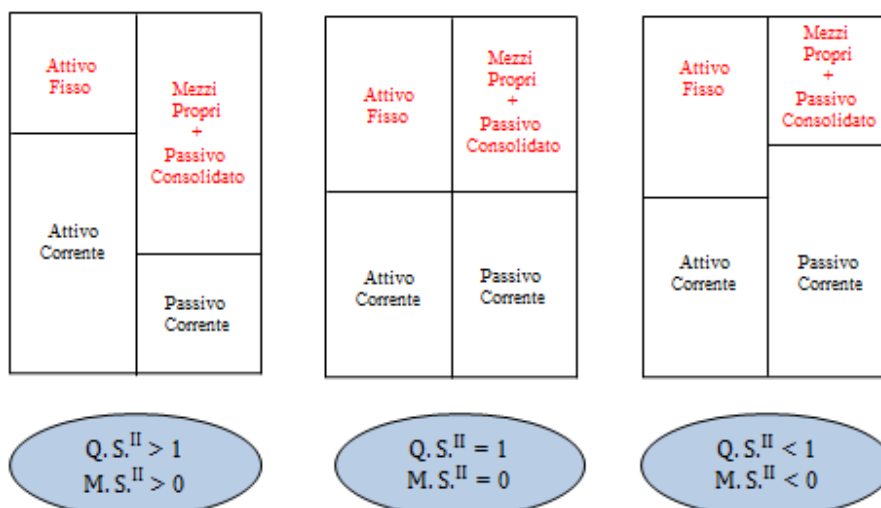 Attivo
Fisso
Mezzi
Propri
+
Passivo
Consolidato
Attivo
Corrente
Passivo
Corrente
Q. S.ᴵᴵ > 1
M. S.ᴵᴵ > 0
Attivo
Fisso
Mezzi
Propri
+
Passivo
Consolidato
Attivo
Corrente
Passivo
Corrente
Q. S.ᴵᴵ = 1
M. S.ᴵᴵ = 0
Attivo
Fisso
Mezzi
Propri
+
Passivo
Consolidato
Attivo
Corrente
Passivo
Corrente
Q. S.ᴵᴵ < 1
M. S.ᴵᴵ < 0